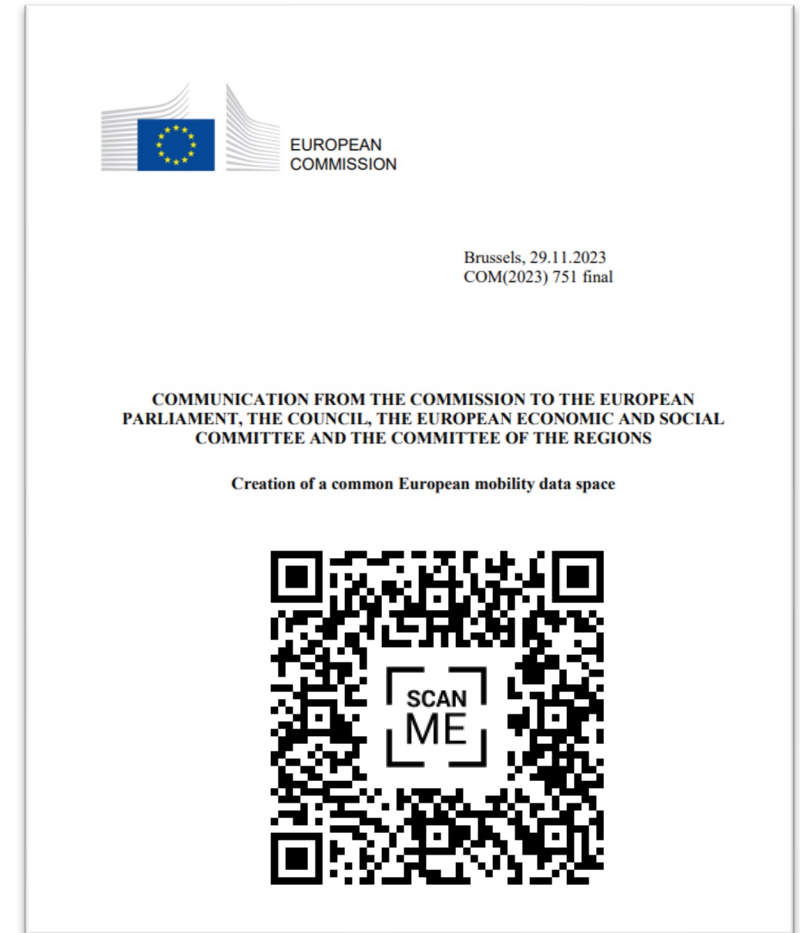 EUROPEAN
COMMISSION
Brussels, 29.11.2023
COM(2023) 751 final
COMMUNICATION FROM THE COMMISSION TO THE EUROPEAN
PARLIAMENT, THE COUNCIL, THE EUROPEAN ECONOMIC AND SOCIAL
COMMITTEE AND THE COMMITTEE OF THE REGIONS
Creation of a common European mobility data space
SCAN
ME